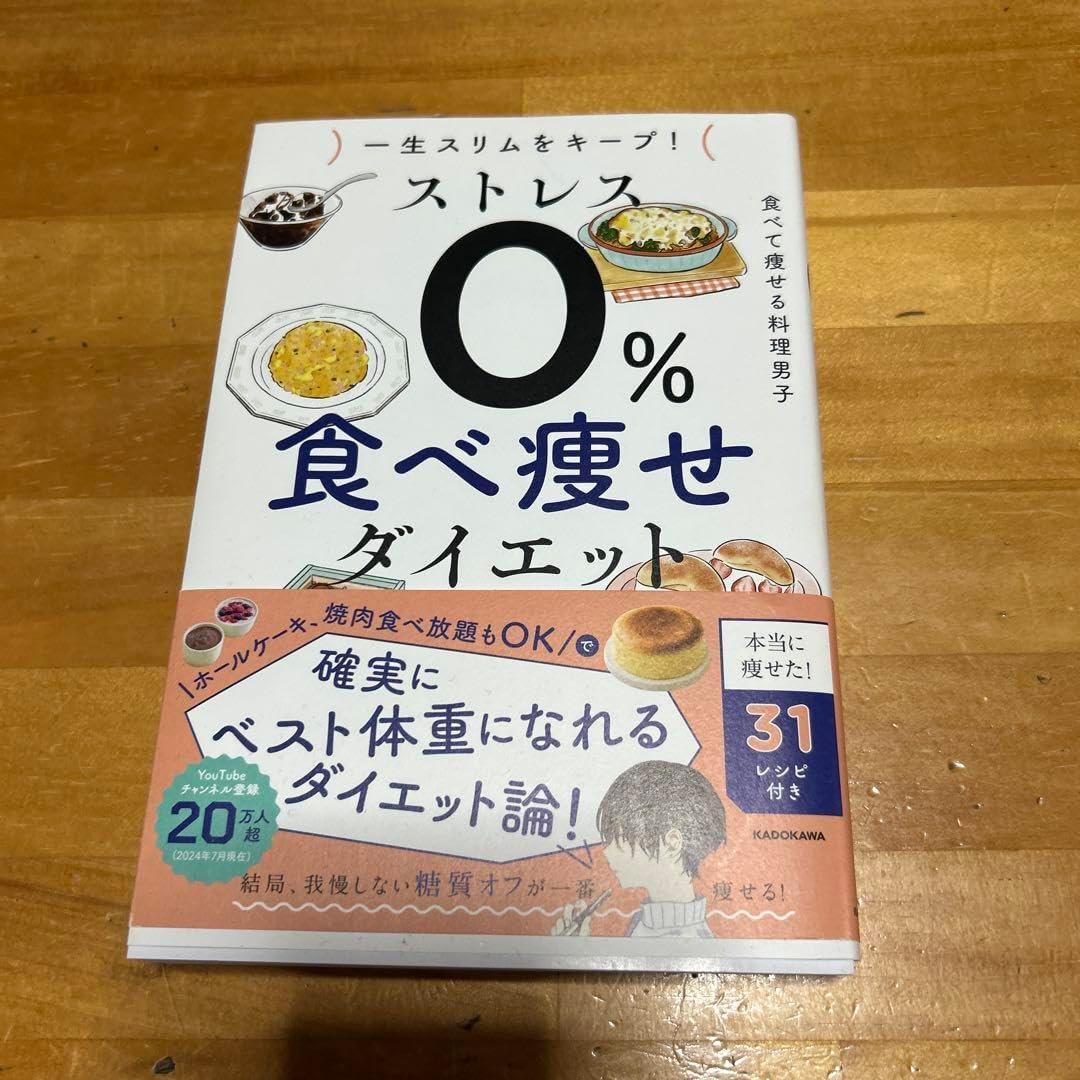 一生スリムをキープ!
ストレス
0%
食べ痩せ
ダイエット
食べて痩せる料理男子
ホールケーキ、焼肉食べ放題もOK/で
確実に
ベスト体重になれる
ダイエット論!
本当に
痩せた!
31
レシピ
付き
KADOKAWA
YouTube
チャンネル登録
20万人超
(2024年7月現在)
結局、我慢しない糖質オフが一番 痩せる!